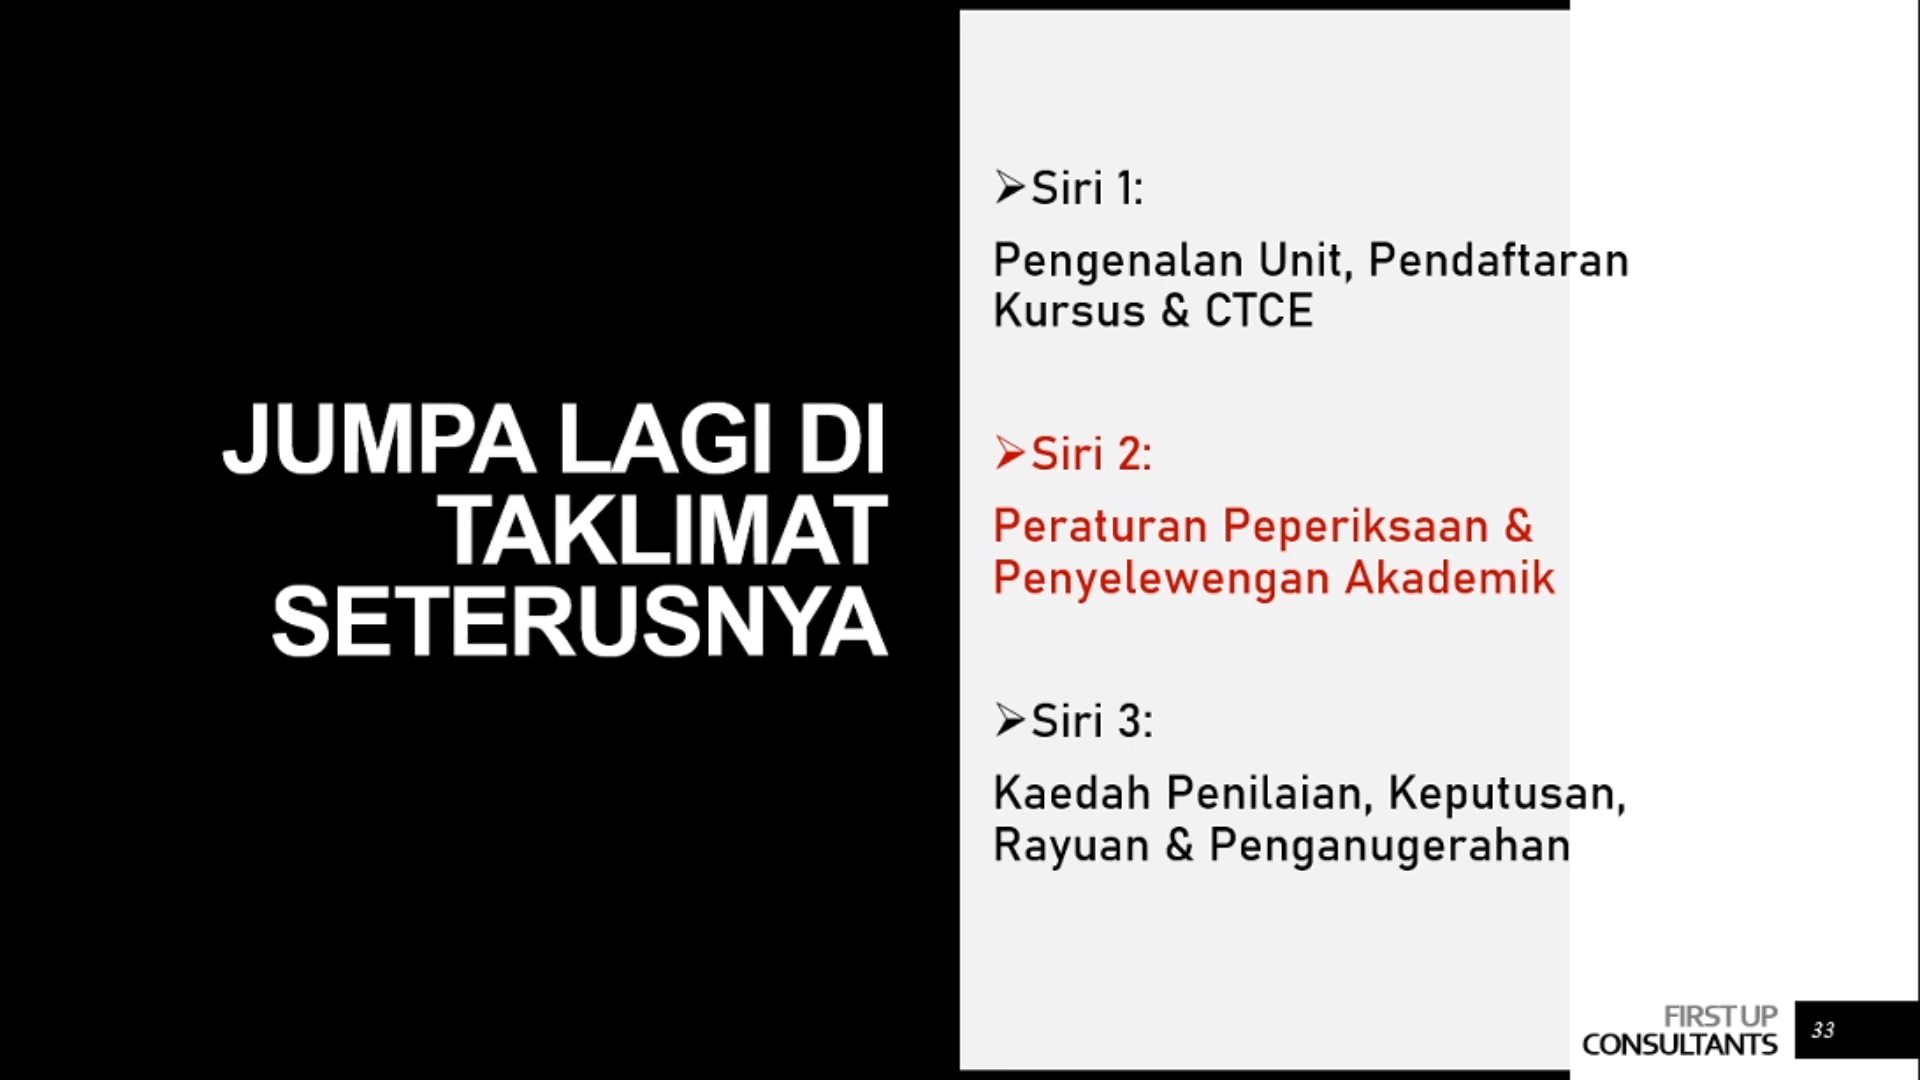 JUMPA LAGI DI
TAKLIMAT
SETERUSNYA
➢Siri 1:
Pengenalan Unit, Pendaftaran
Kursus & CTCE
➢Siri 2:
Peraturan Peperiksaan &
Penyelewengan Akademik
➢Siri 3:
Kaedah Penilaian, Keputusan,
Rayuan & Penganugerahan
FIRST UP
CONSULTANTS
33